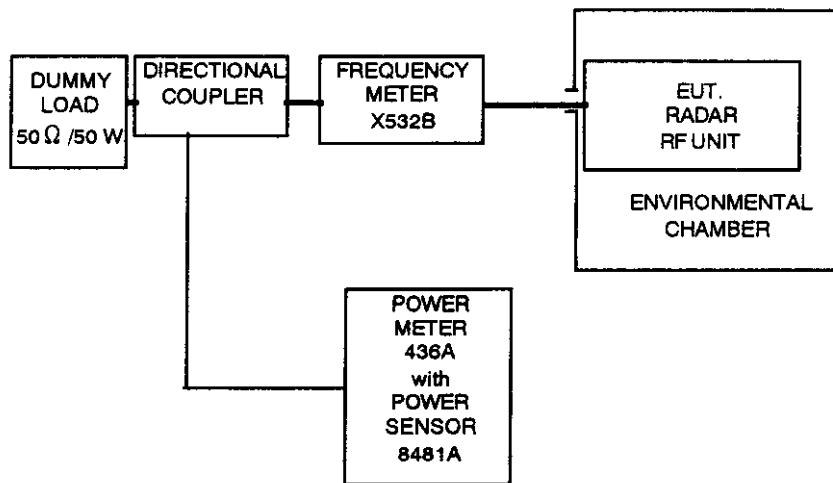 DUMMY
LOAD
50 Ω /50 W
DIRECTIONAL
COUPLER
FREQUENCY
METER
X532B
EUT.
RADAR
RF UNIT
ENVIRONMENTAL
CHAMBER
POWER
METER
436A
with
POWER
SENSOR
8481A